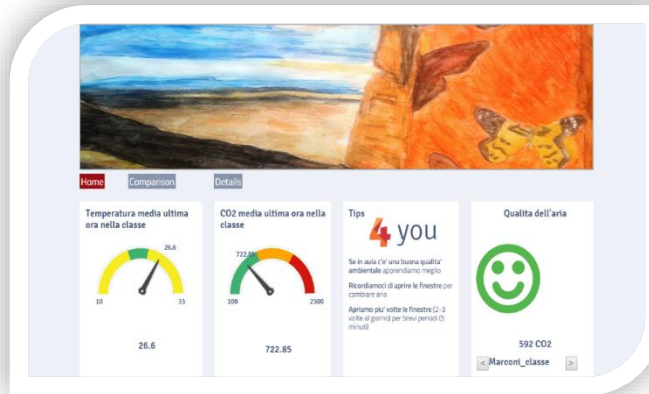 Home
Comparison
Details
Temperatura media ultima
ora nella classe
26.6
10
35
26.6
CO2 media ultima ora nella
classe
722.85
100
2500
722.85
Tips
4 you
Se in aula c'e' una buona qualita'
ambientale apprendiamo meglio
Ricordiamoci di aprire le finestre per
cambiare aria
Apriamo piu' volte le finestre (2-3
volte al giorno) per brevi periodi (5
minuti)
Qualita dell'aria
592 CO2
<
Marconi_classe
>